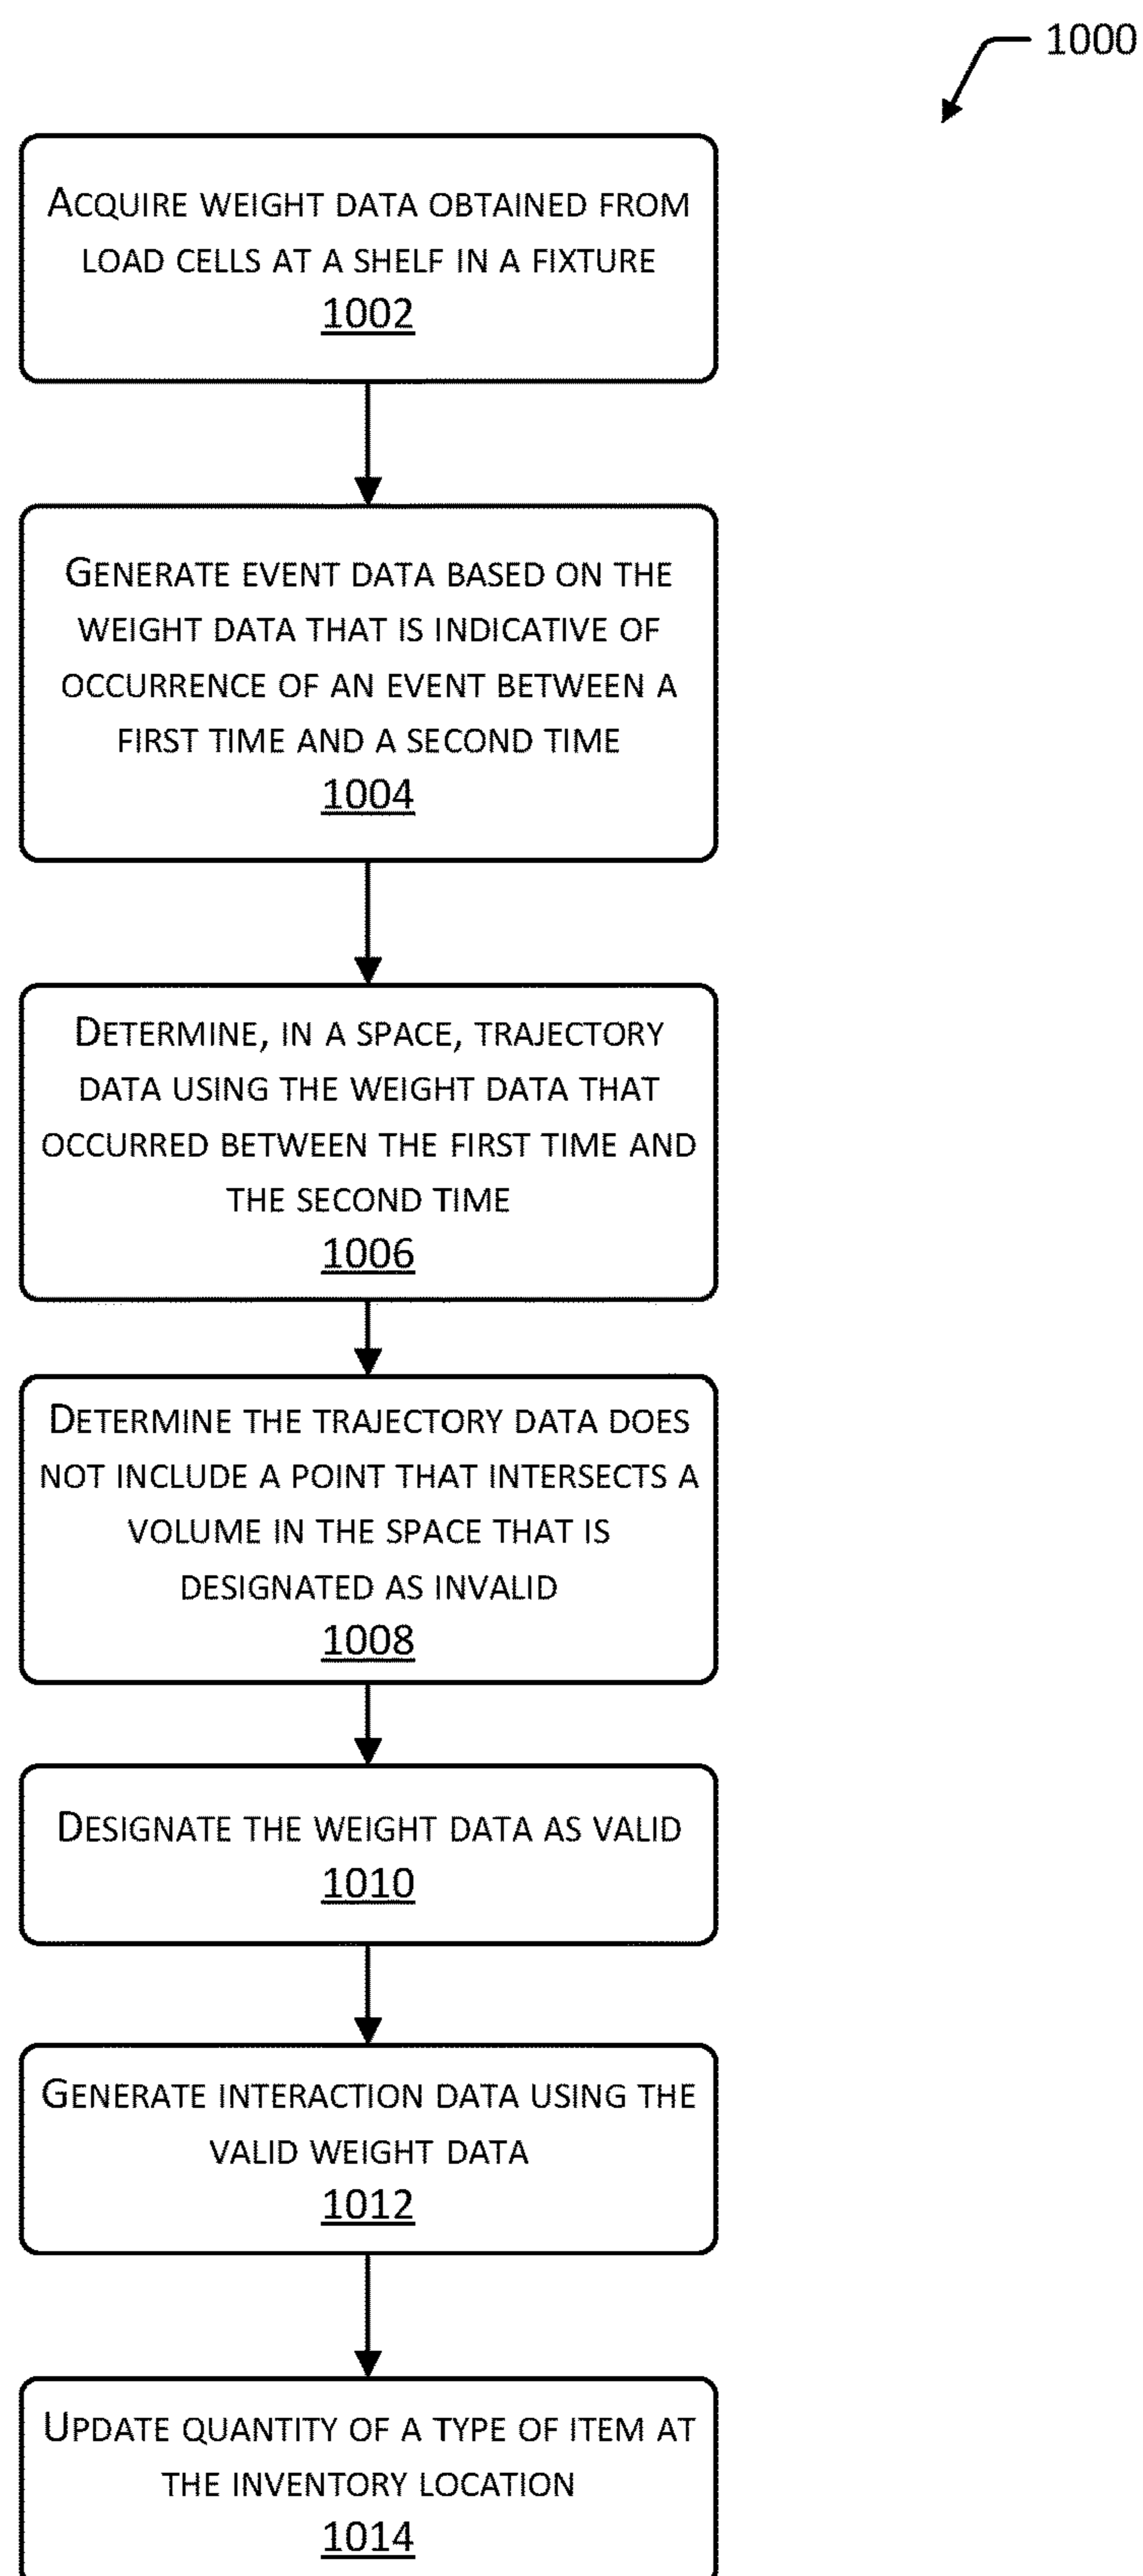 1000
ACQUIRE WEIGHT DATA OBTAINED FROM
LOAD CELLS AT A SHELF IN A FIXTURE
1002
GENERATE EVENT DATA BASED ON THE
WEIGHT DATA THAT IS INDICATIVE OF
OCCURRENCE OF AN EVENT BETWEEN A
FIRST TIME AND A SECOND TIME
1004
DETERMINE, IN A SPACE, TRAJECTORY
DATA USING THE WEIGHT DATA THAT
OCCURRED BETWEEN THE FIRST TIME AND
THE SECOND TIME
1006
DETERMINE THE TRAJECTORY DATA DOES
NOT INCLUDE A POINT THAT INTERSECTS A
VOLUME IN THE SPACE THAT IS
DESIGNATED AS INVALID
1008
DESIGNATE THE WEIGHT DATA AS VALID
1010
GENERATE INTERACTION DATA USING THE
VALID WEIGHT DATA
1012
UPDATE QUANTITY OF A TYPE OF ITEM AT
THE INVENTORY LOCATION
1014